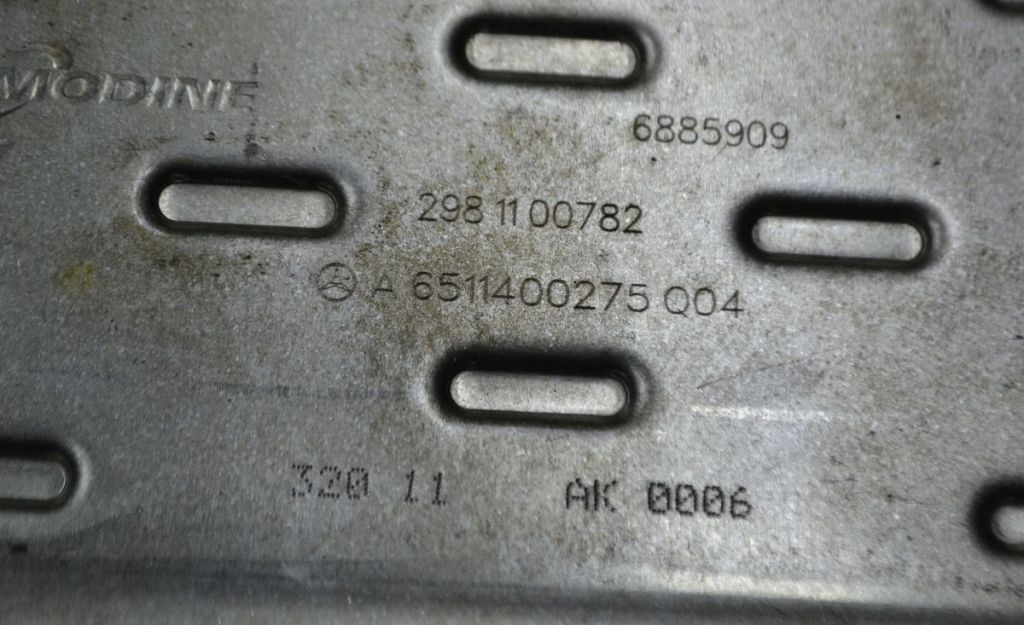 MODINE
6885909
298 11 00782
A 6511400275 Q04
320 11 AK 0006